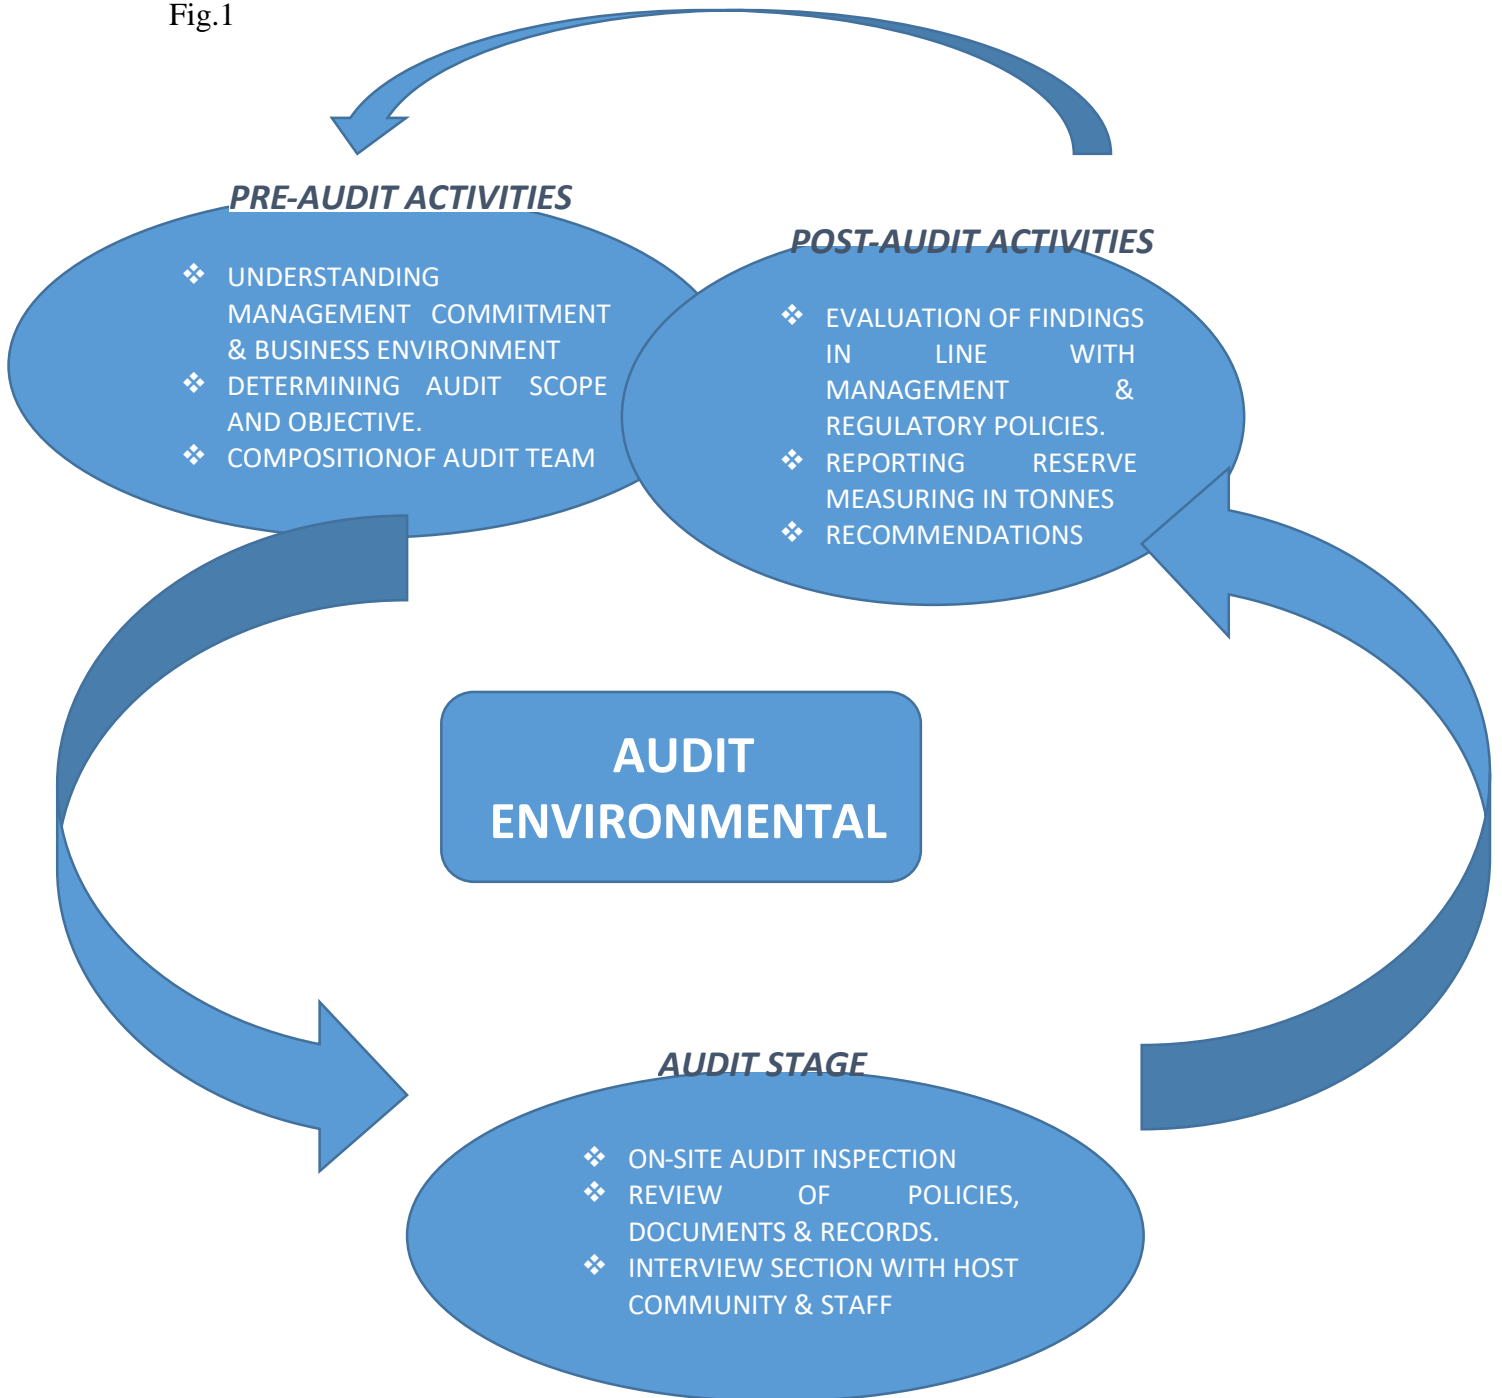 Fig.1
PRE-AUDIT ACTIVITIES
❖ UNDERSTANDING
MANAGEMENT COMMITMENT
& BUSINESS ENVIRONMENT
❖ DETERMINING AUDIT SCOPE
AND OBJECTIVE.
❖ COMPOSITIONOF AUDIT TEAM
POST-AUDIT ACTIVITIES
❖ EVALUATION OF FINDINGS
IN LINE WITH
MANAGEMENT &
REGULATORY POLICIES.
❖ REPORTING RESERVE
MEASURING IN TONNES
❖ RECOMMENDATIONS
AUDIT
ENVIRONMENTAL
AUDIT STAGE
❖ ON-SITE AUDIT INSPECTION
❖ REVIEW OF POLICIES,
DOCUMENTS & RECORDS.
❖ INTERVIEW SECTION WITH HOST
COMMUNITY & STAFF